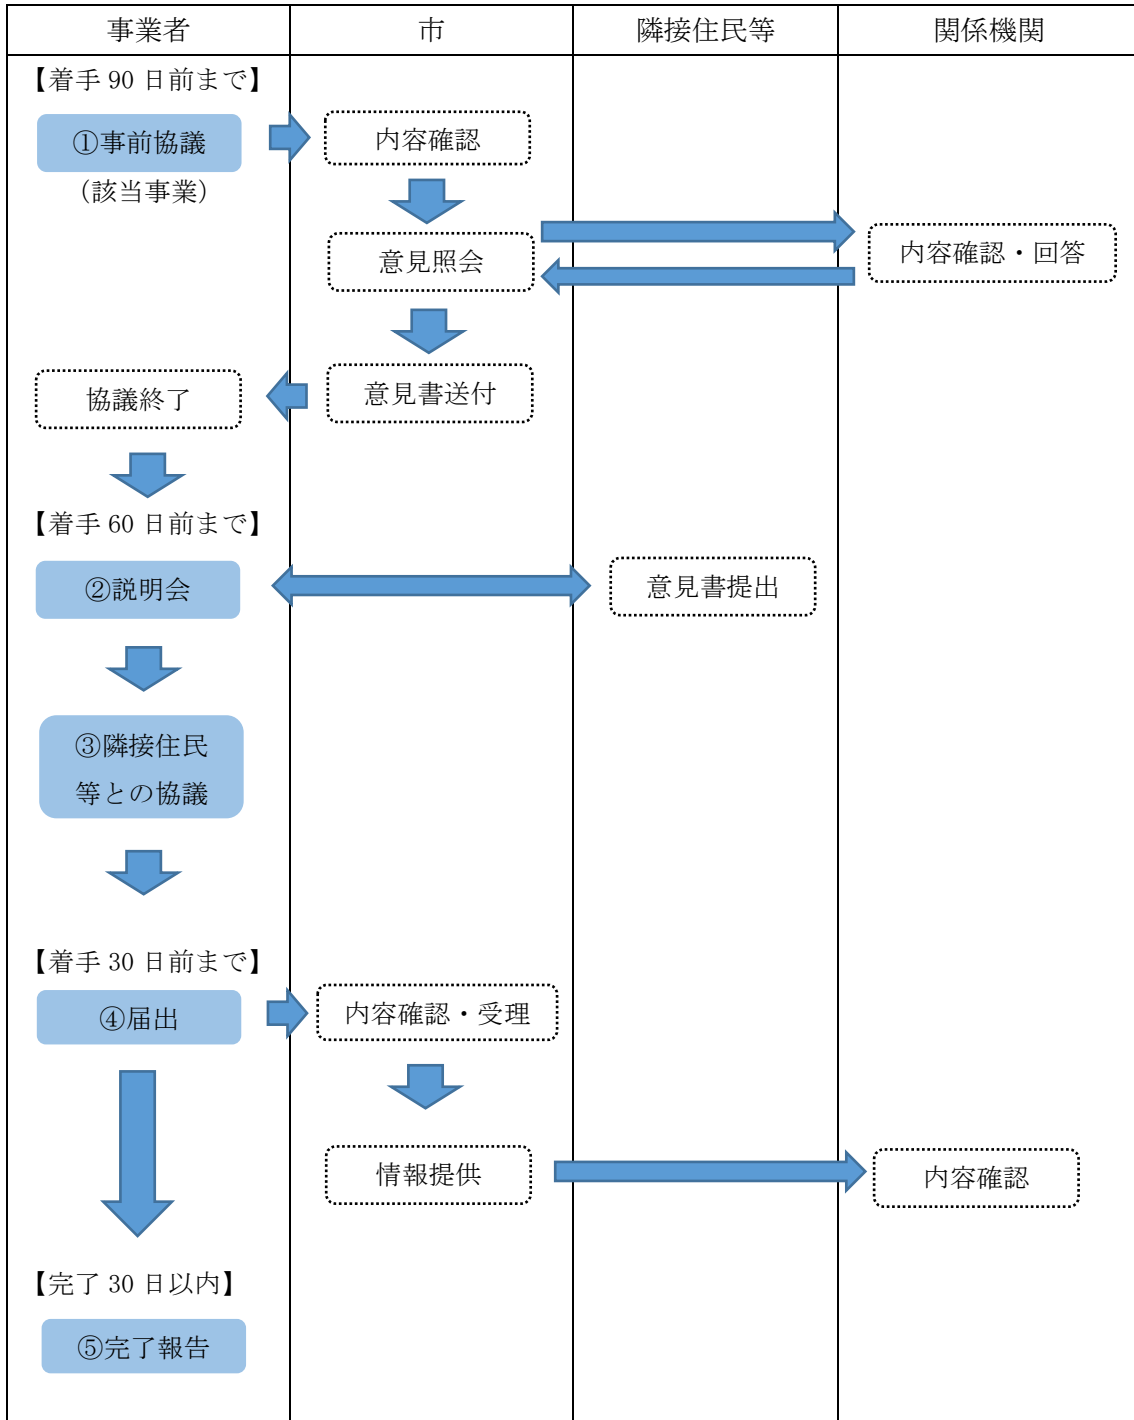 事業者
市
隣接住民等
関係機関
【着手 90 日前まで】
①事前協議
（該当事業）
内容確認
意見照会
内容確認・回答
意見書送付
協議終了
【着手 60 日前まで】
②説明会
意見書提出
③隣接住民
等との協議
【着手 30 日前まで】
④届出
内容確認・受理
情報提供
内容確認
【完了 30 日以内】
⑤完了報告